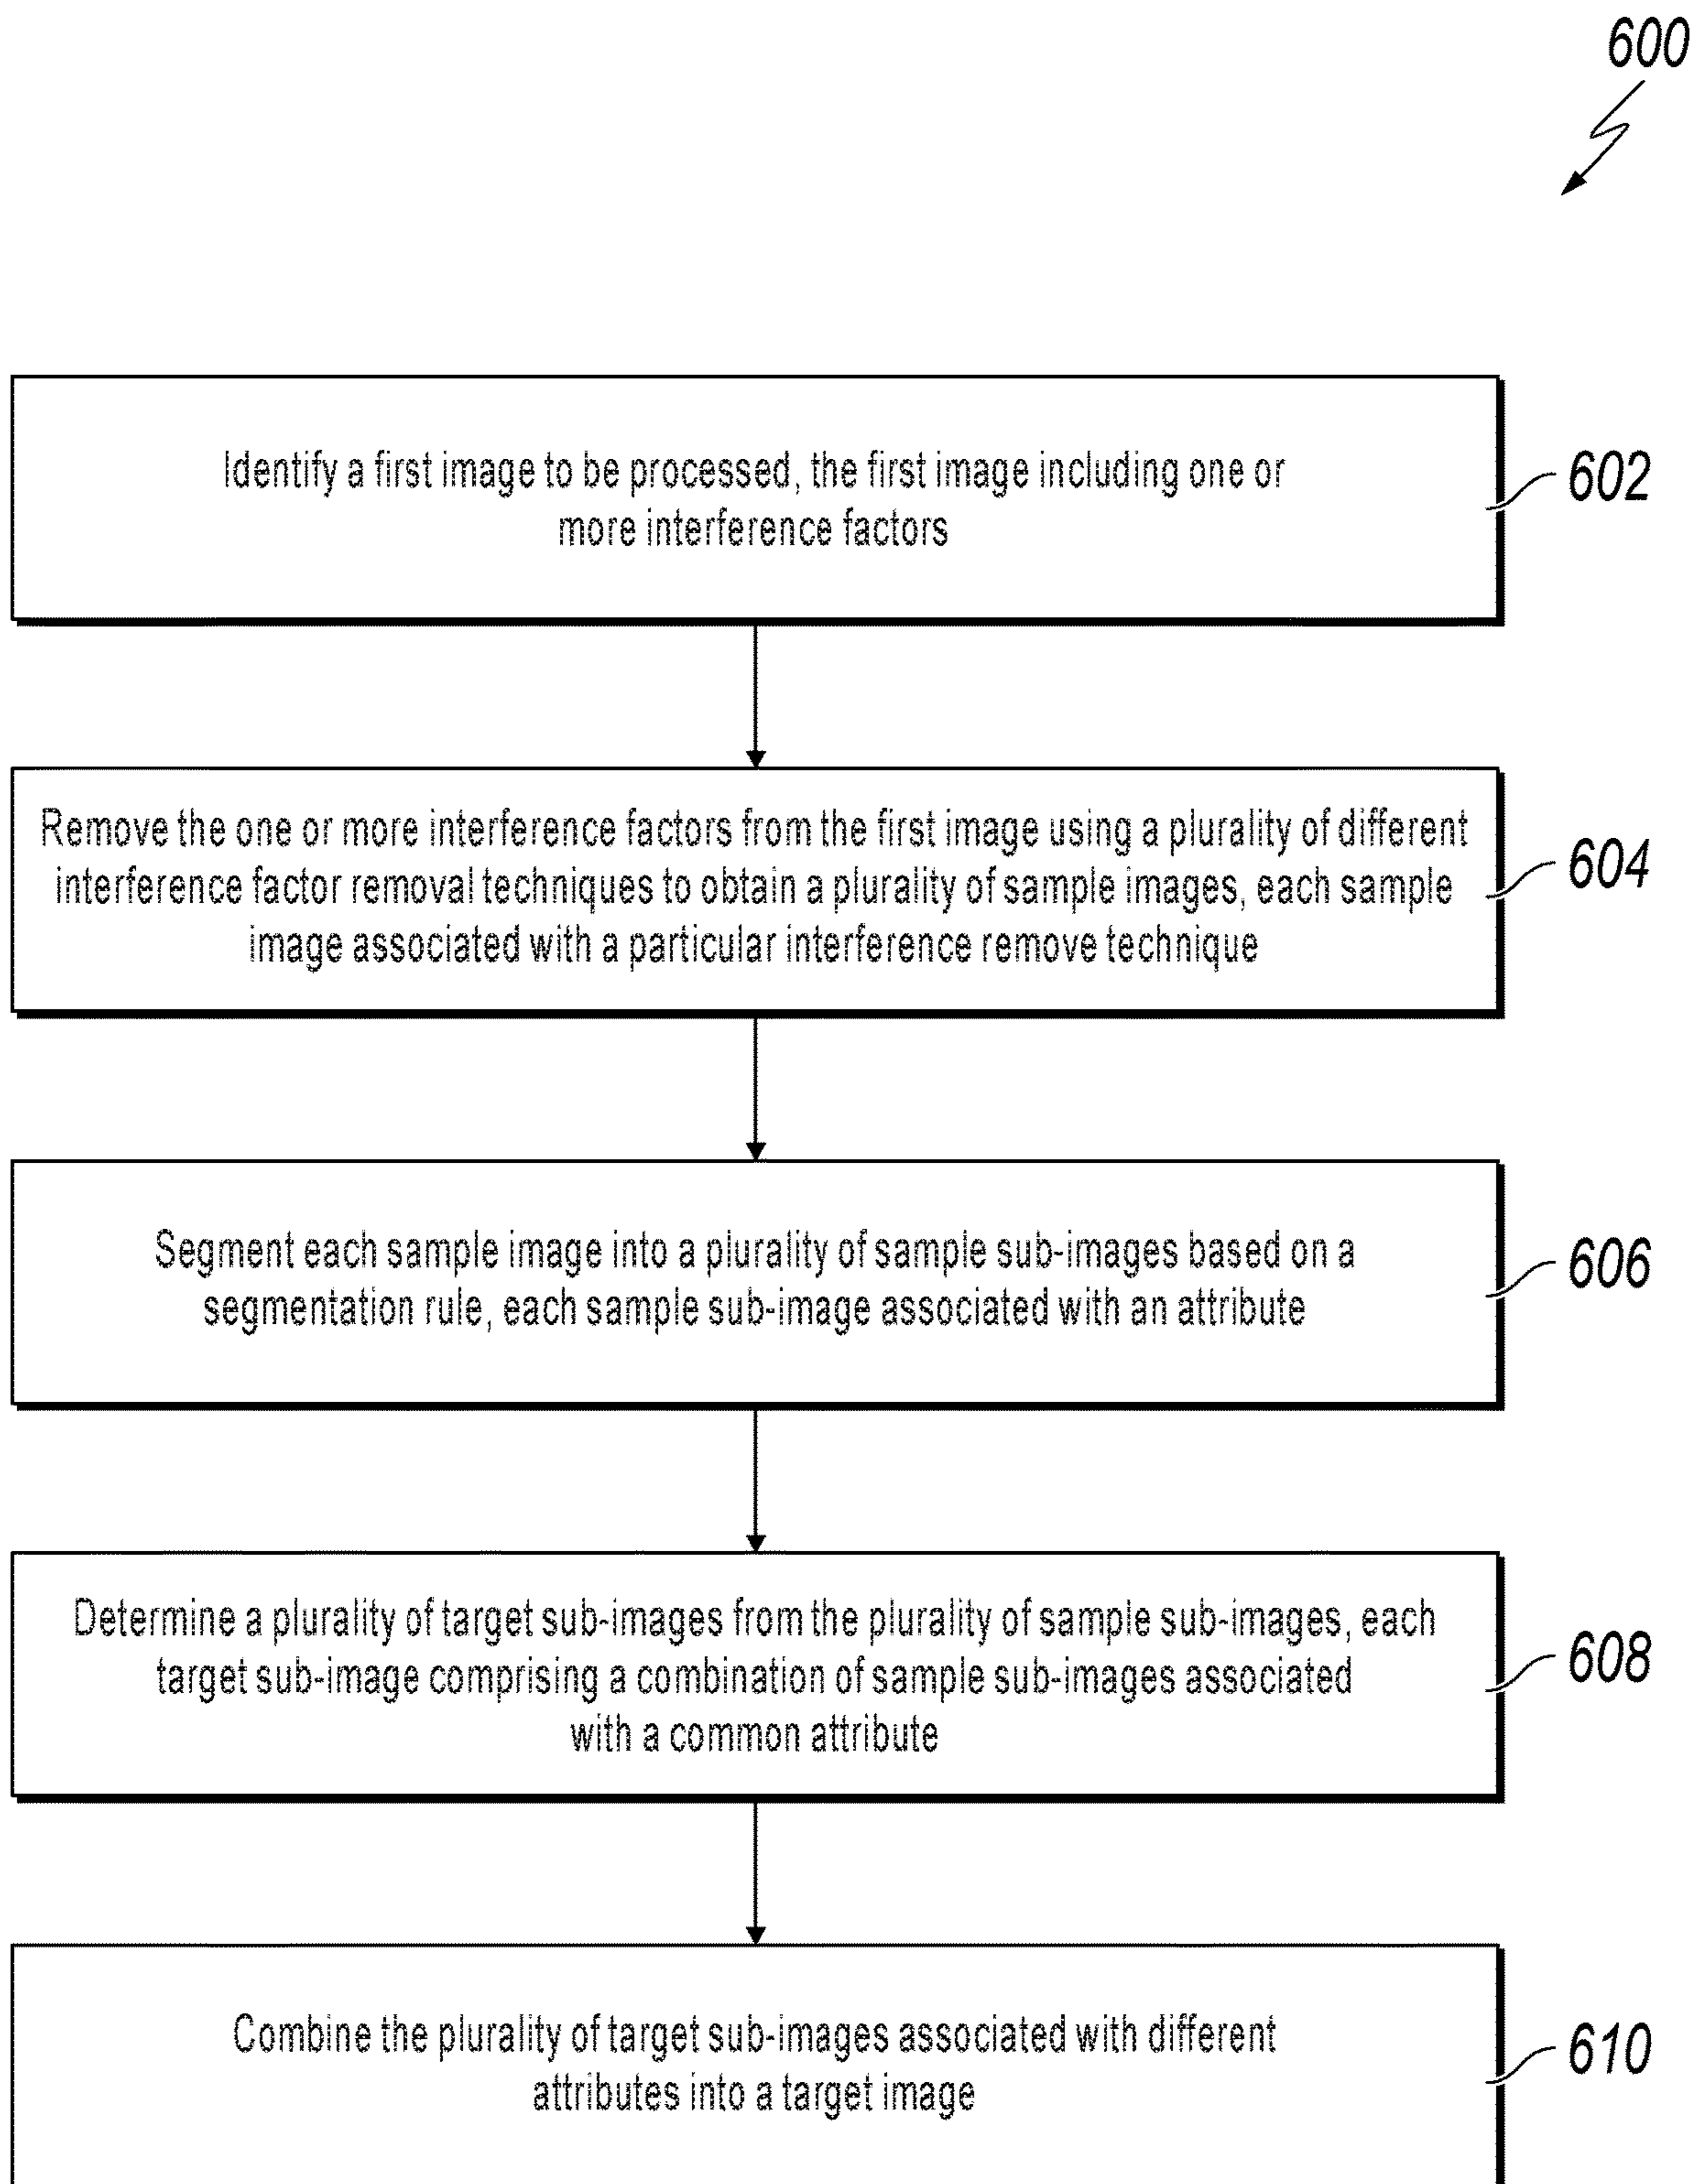 600
Identify a first image to be processed, the first image including one or
more interference factors
602
Remove the one or more interference factors from the first image using a plurality of different
interference factor removal techniques to obtain a plurality of sample images, each sample
image associated with a particular interference remove technique
604
Segment each sample image into a plurality of sample sub-images based on a
segmentation rule, each sample sub-image associated with an attribute
606
Determine a plurality of target sub-images from the plurality of sample sub-images, each
target sub-image comprising a combination of sample sub-images associated
with a common attribute
608
Combine the plurality of target sub-images associated with different
attributes into a target image
610